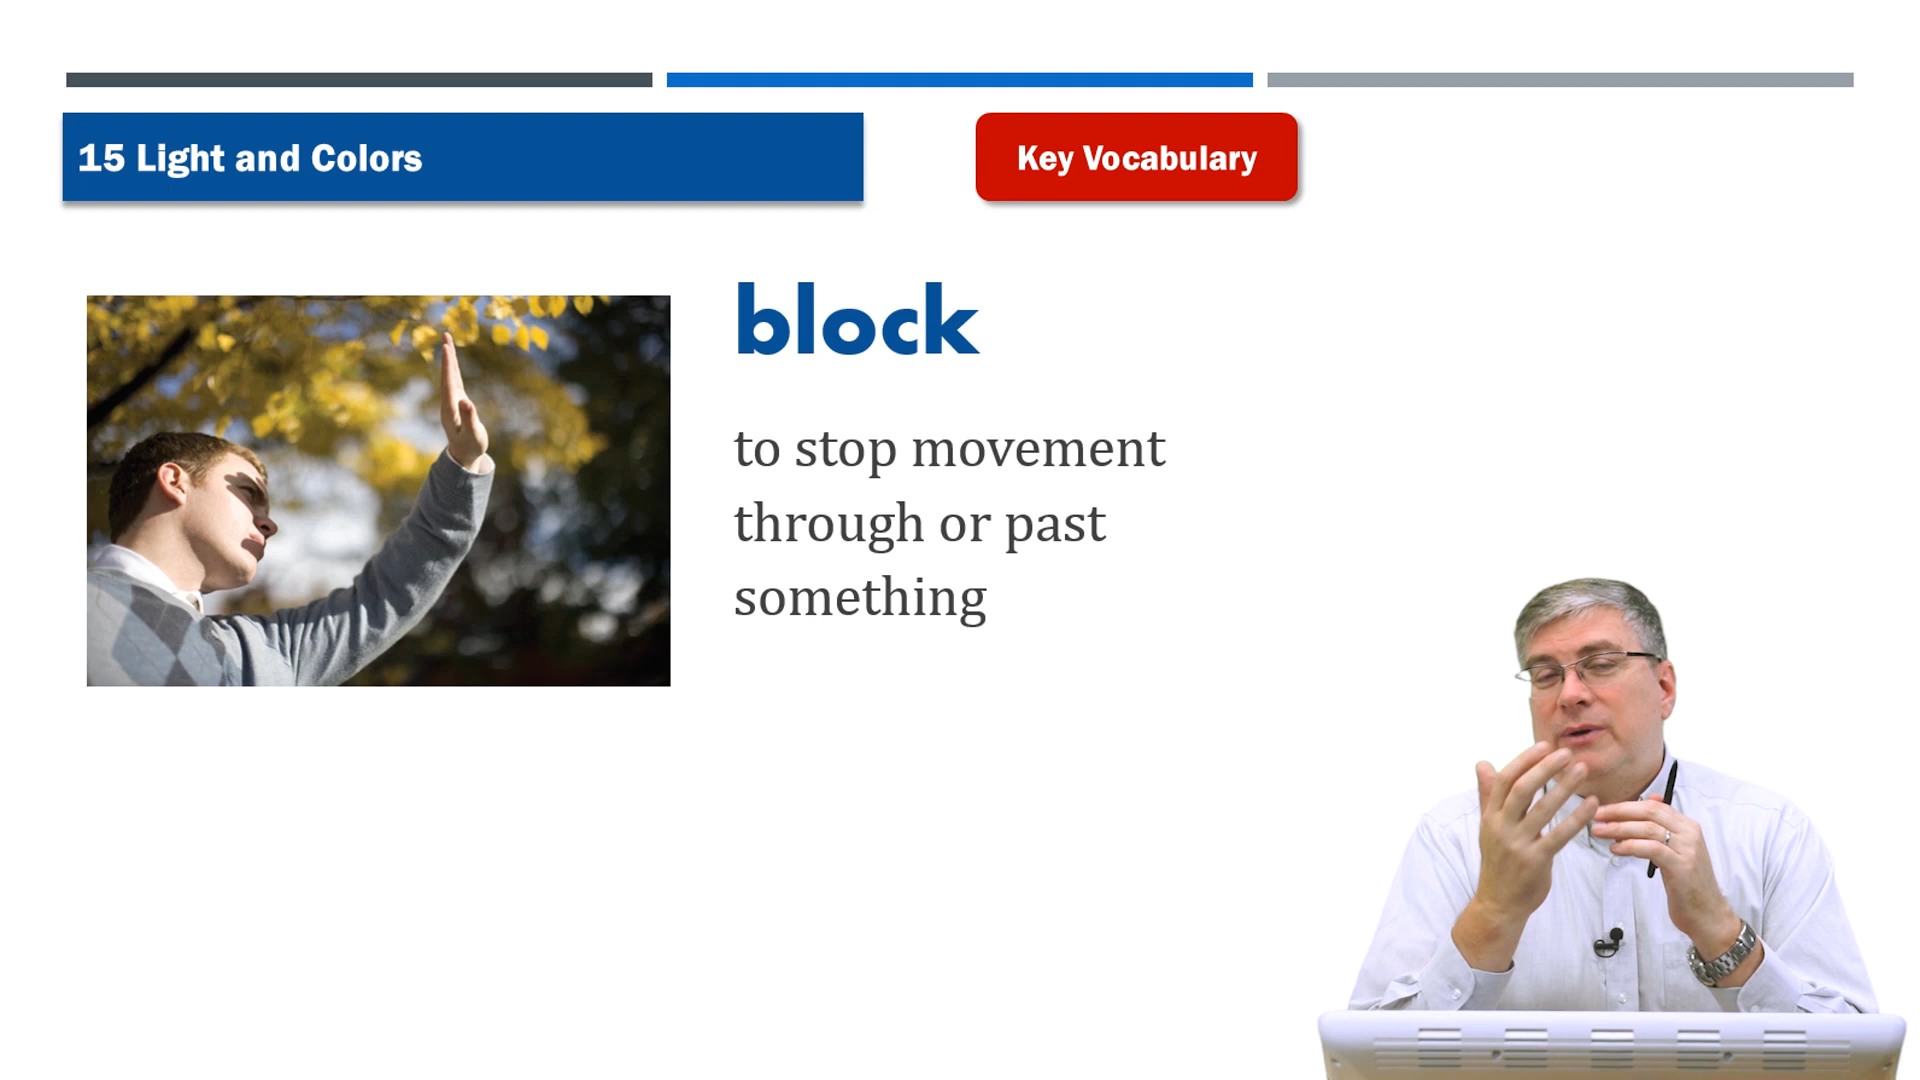 15 Light and Colors
Key Vocabulary
block
to stop movement
through or past
something